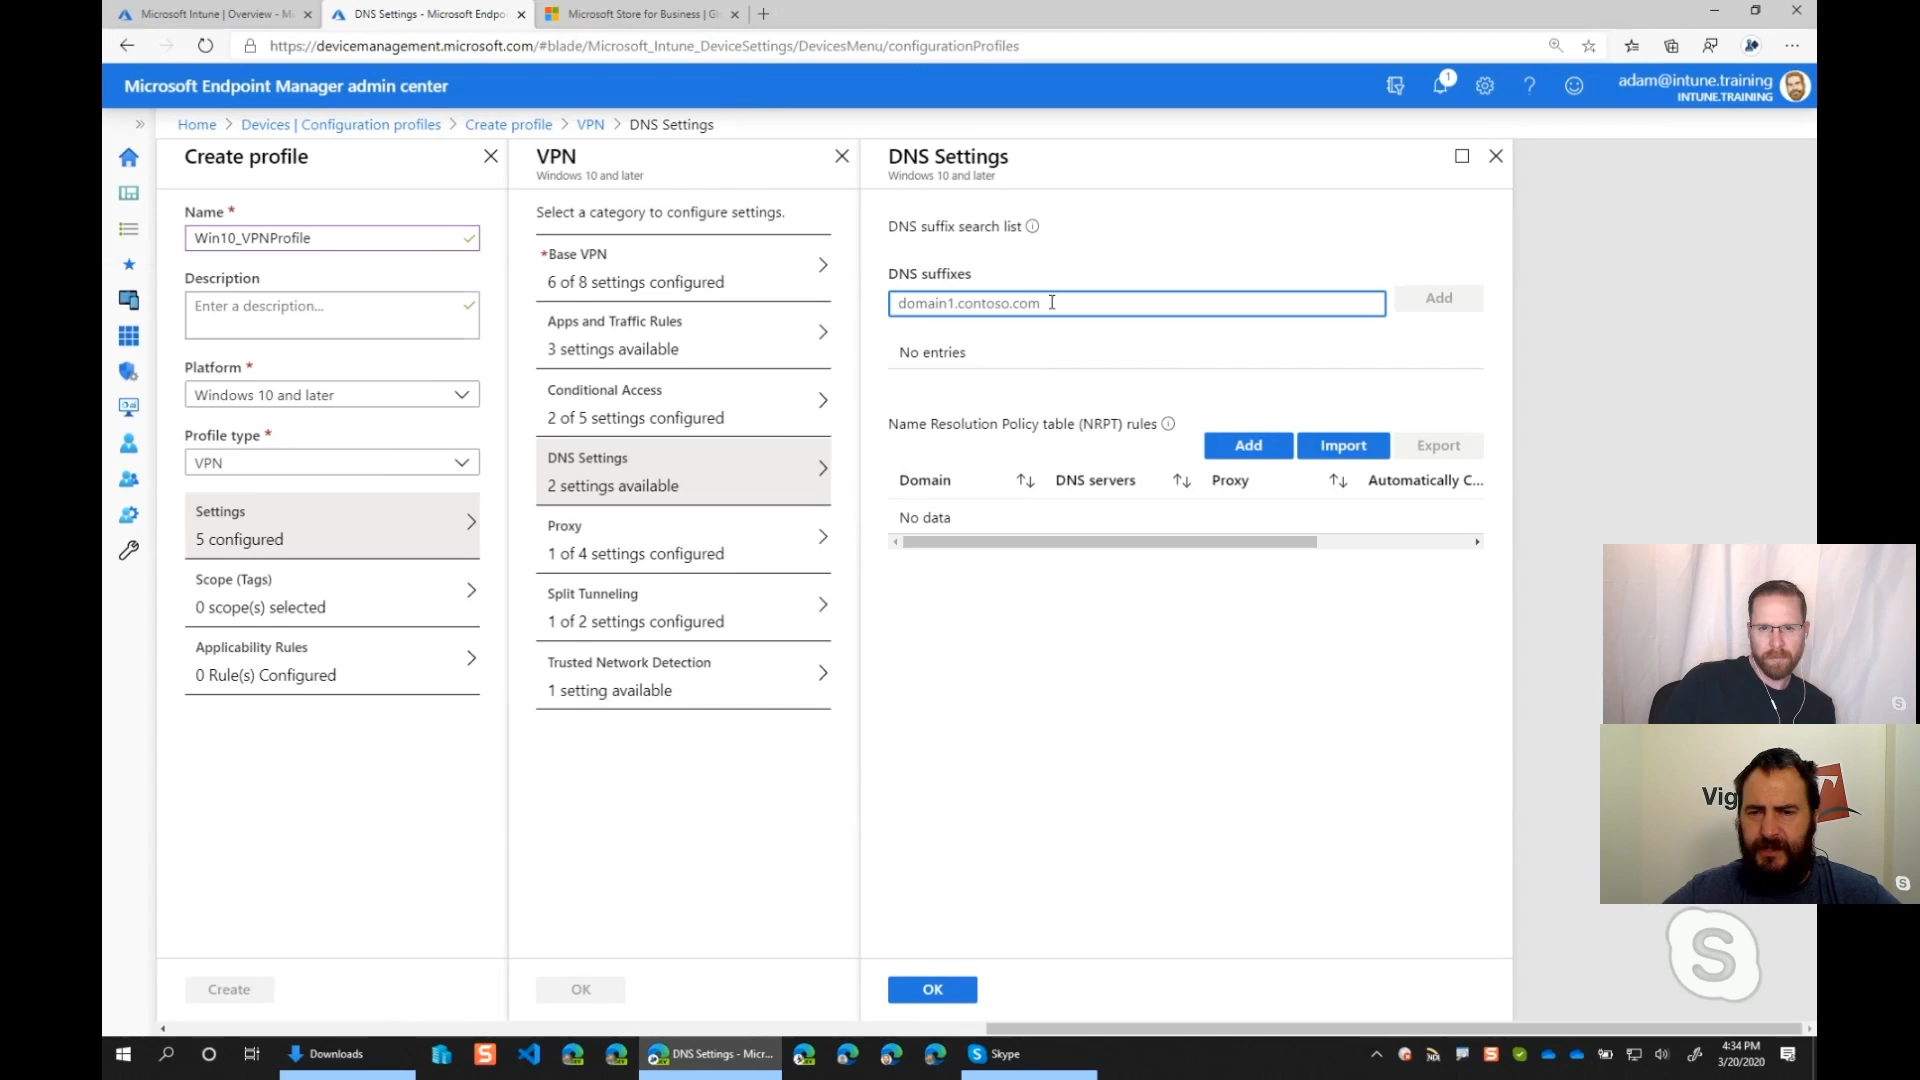 Microsoft Intune | Overview - M
DNS Settings - Microsoft Endpo
Microsoft Store for Business | G
https://devicemanagement.microsoft.com/#blade/Microsoft_Intune_DeviceSettings/DevicesMenu/configurationProfiles
Microsoft Endpoint Manager admin center
1
adam@intune.training
INTUNE.TRAINING
Home > Devices | Configuration profiles > Create profile > VPN > DNS Settings
Create profile
Name *
Win10_VPNProfile
Description
Enter a description...
Platform *
Windows 10 and later
Profile type *
VPN
Settings
5 configured
Scope (Tags)
0 scope(s) selected
Applicability Rules
0 Rule(s) Configured
Create
VPN
Windows 10 and later
Select a category to configure settings.
*Base VPN
6 of 8 settings configured
Apps and Traffic Rules
3 settings available
Conditional Access
2 of 5 settings configured
DNS Settings
2 settings available
Proxy
1 of 4 settings configured
Split Tunneling
1 of 2 settings configured
Trusted Network Detection
1 setting available
OK
DNS Settings
Windows 10 and later
DNS suffix search list
DNS suffixes
domain1.contoso.com
Add
No entries
Name Resolution Policy table (NRPT) rules
Add Import Export
Domain DNS servers Proxy Automatically C...
No data
OK
Vig
Downloads
DNS Settings - Micr...
Skype
4:34 PM
3/20/2020